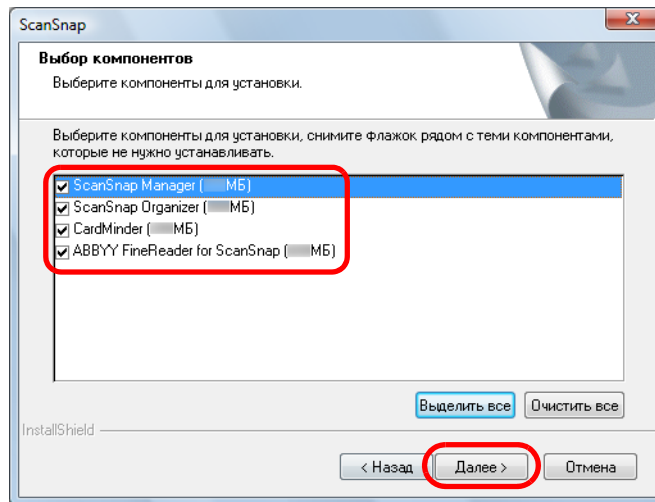 ScanSnap
Выбор компонентов
Выберите компоненты для установки.
Выберите компоненты для установки, снимите флажок рядом с теми компонентами,
которые не нужно устанавливать.
ScanSnap Manager ( МБ)
ScanSnap Organizer ( МБ)
CardMinder ( МБ)
ABBYY FineReader for ScanSnap ( МБ)
Выделить все Очистить все
InstallShield
< Назад Далее > Отмена